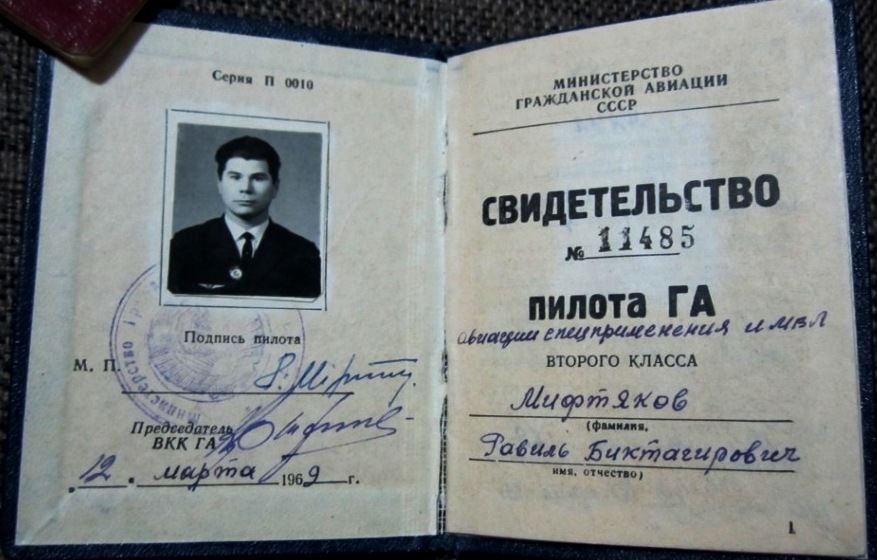 Серия П 0010
Подпись пилота
М. П.
Председатель
ВКК ГА
12 марта 1969 г.
МИНИСТЕРСТВО
ГРАЖДАНСКОЙ АВИАЦИИ
СССР
СВИДЕТЕЛЬСТВО
№ 11485
ПИЛОТА ГА
авиации спецприменения и МВЛ
ВТОРОГО КЛАССА
Мифтяков
(фамилия,
Равиль Биктагирович
имя, отчество)
1